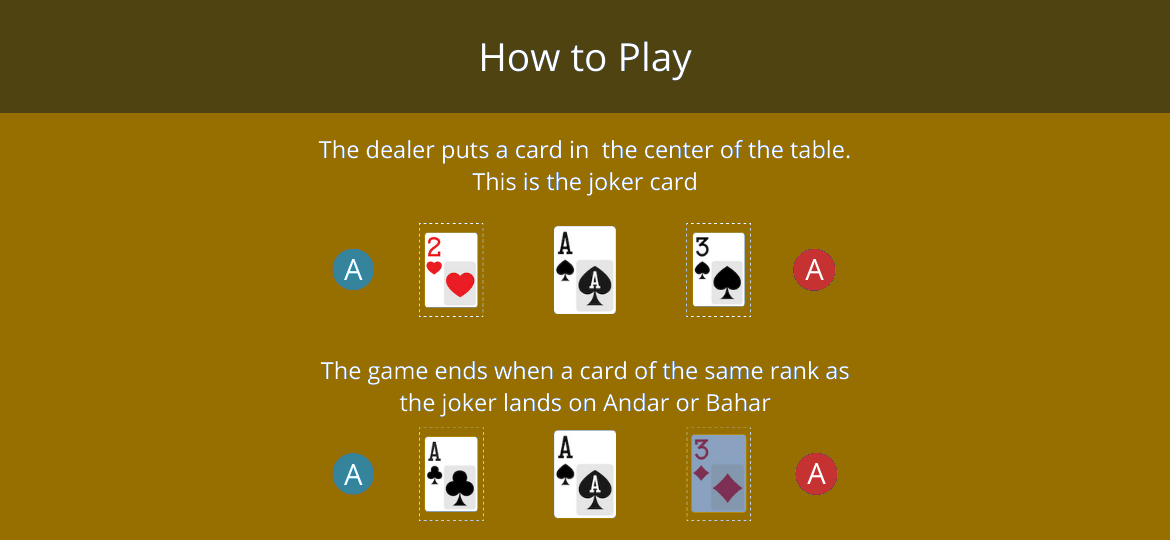 How to Play
The dealer puts a card in the center of the table.
This is the joker card
A 2 A A 3 A
The game ends when a card of the same rank as
the joker lands on Andar or Bahar
A A A A 3 A